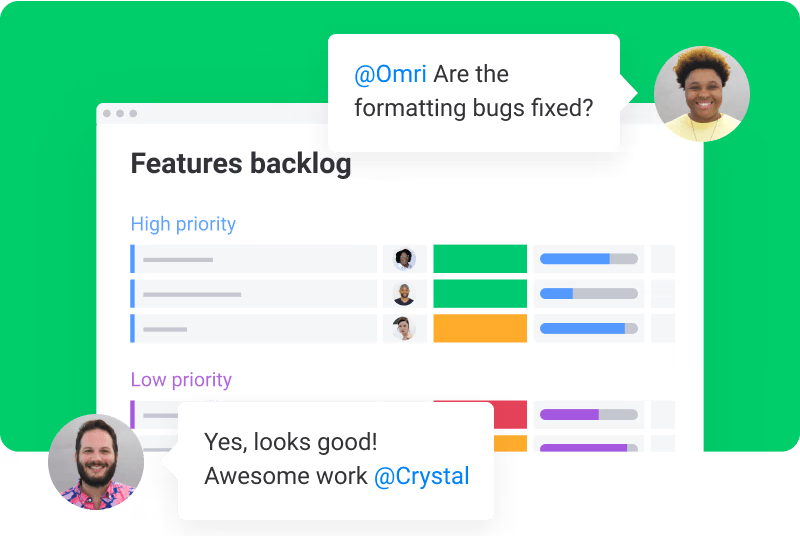 @Omri Are the
formatting bugs fixed?
Features backlog
High priority
Low priority
Yes, looks good!
Awesome work @Crystal